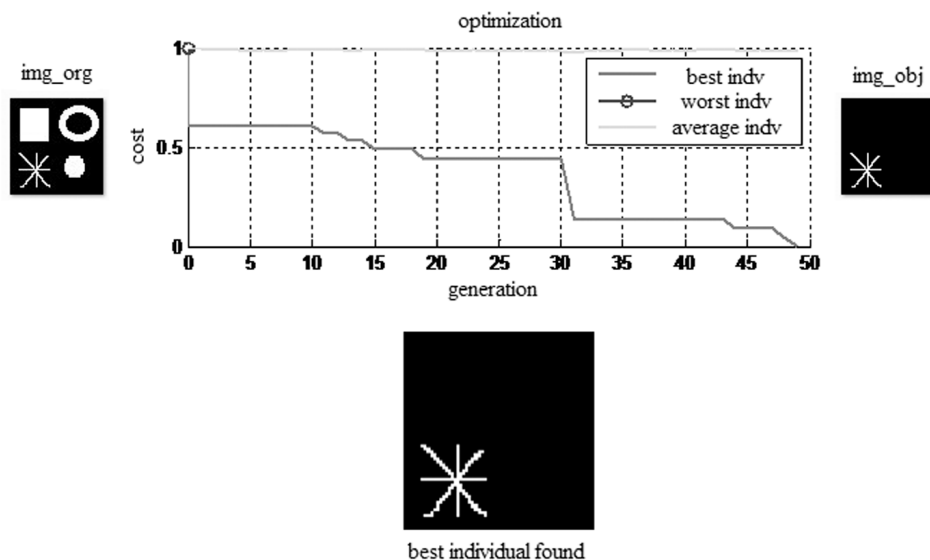 optimization
img_org
img_obj
1
best indv
worst indv
average indv
cost
0.5
0
0 5 10 15 20 25 30 35 40 45 50
generation
best individual found